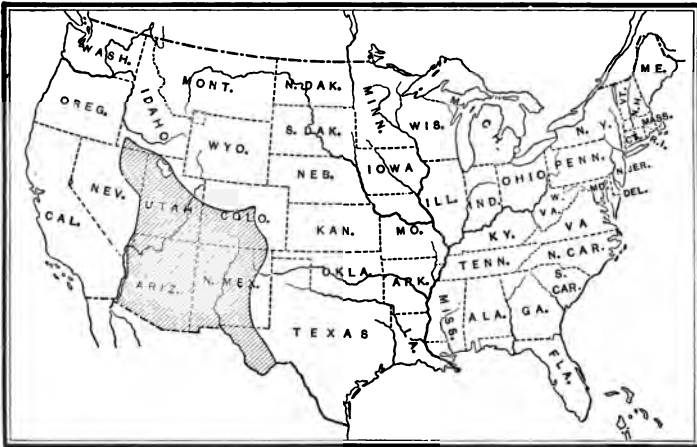 WASH.
MONT.
N. DAK.
MINN.
ME.
OREG.
IDAHO
S. DAK.
WIS.
MICH.
VT.
N.H.
N. Y.
MASS.
CT.
R.I.
WYO.
NEB.
IOWA
PENN.
N. JER.
NEV.
UTAH
COLO.
ILL.
IND.
OHIO
MD.
DEL.
CAL.
KAN.
MO.
W. VA.
VA
KY.
ARIZ.
N. MEX.
OKLA.
ARK.
TENN.
N. CAR.
S. CAR.
TEXAS
LA.
MISS.
ALA.
GA.
FLA.